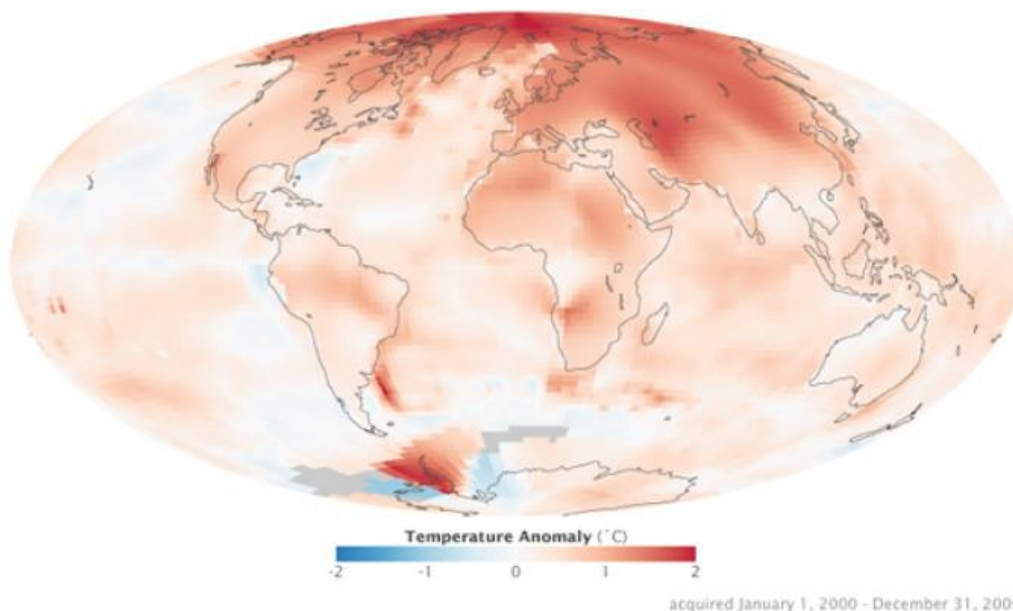 Temperature Anomaly (˚C)
-2 -1 0 1 2
acquired January 1, 2000 - December 31, 200